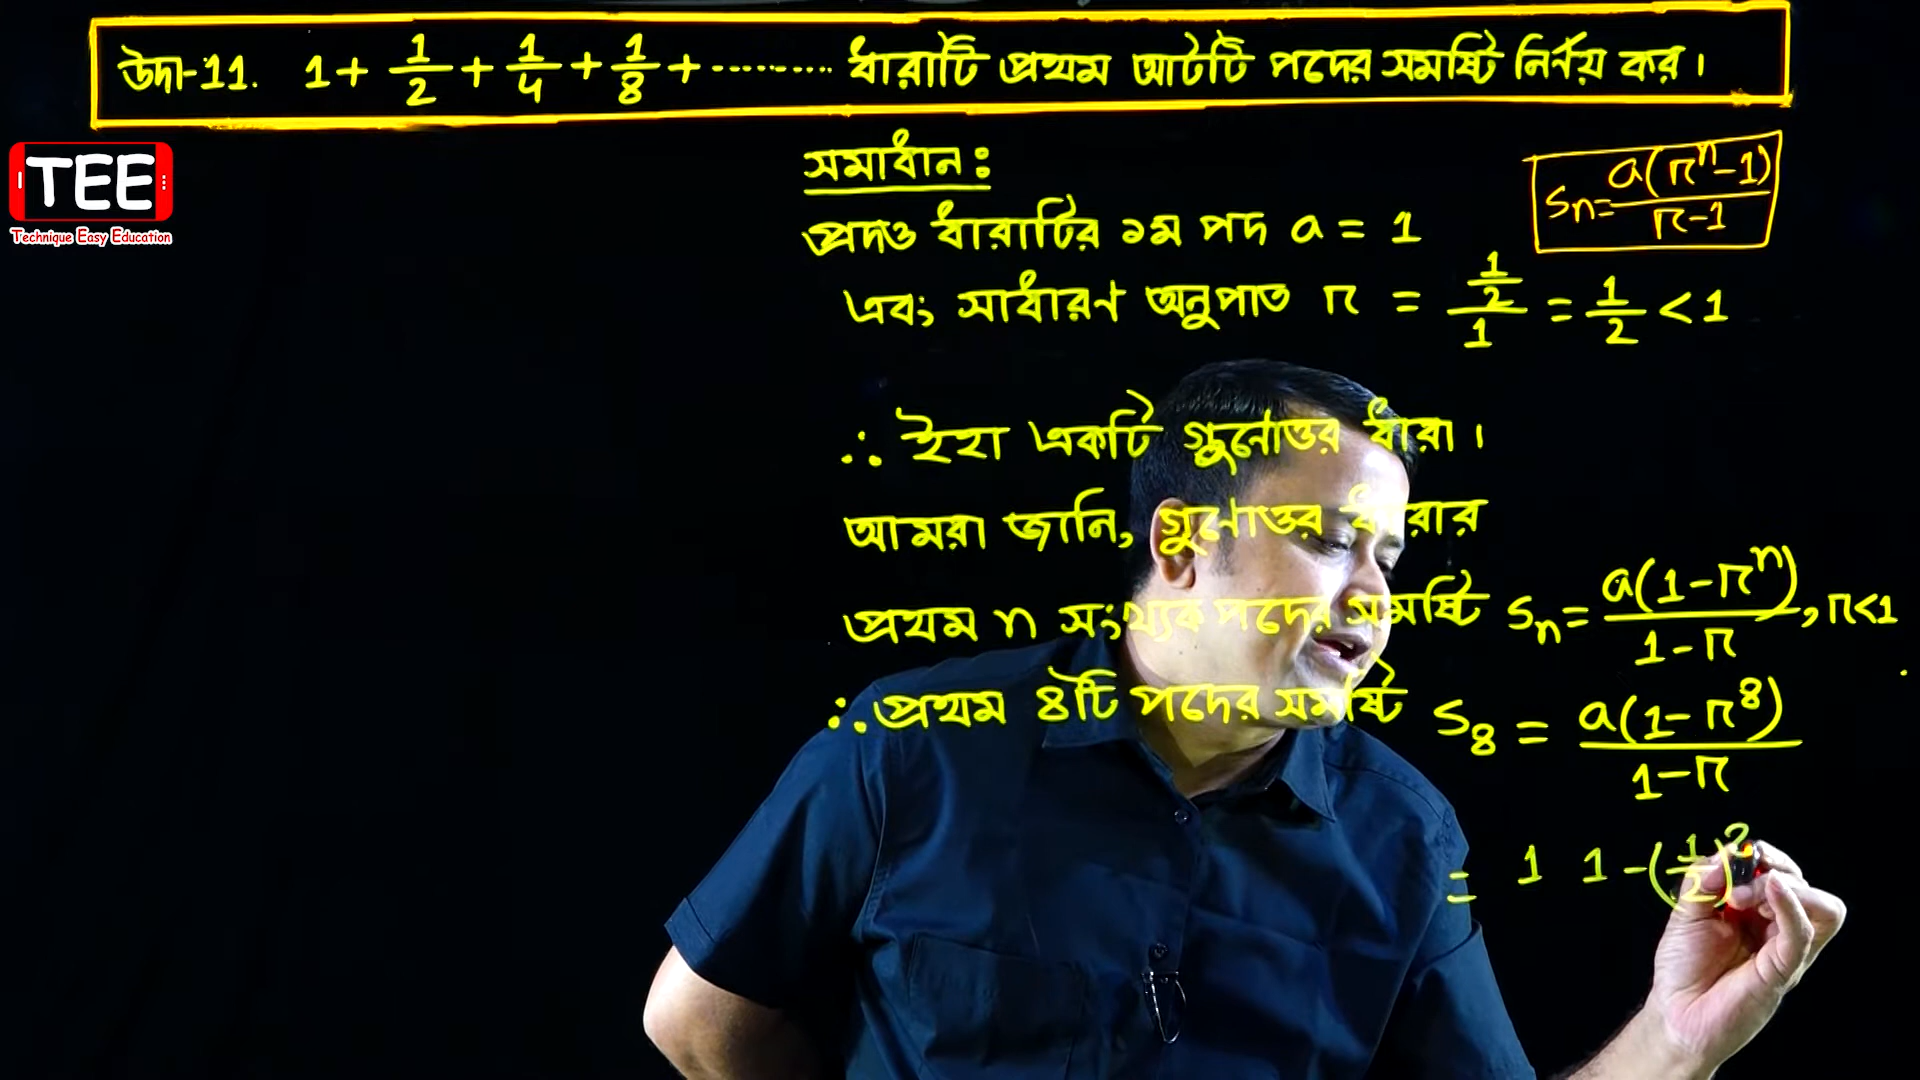 উদা-11. 1 + 1/2 + 1/4 + 1/8 + ......... ধারাটি প্রথম আটটি পদের সমষ্টি নির্ণয় কর।
TEE
Technique Easy Education
সমাধান:
Sn = a(r^n-1)/r-1
প্রদত্ত ধারাটির ১ম পদ a = 1
এবং সাধারণ অনুপাত r = 1/2/1 = 1/2 < 1
∴ ইহা একটি গুনোত্তর ধারা।
আমরা জানি, গুণোত্তর ধারার
প্রথম n সংখ্যক পদের সমষ্টি Sn = a(1-r^n)/1-r, r<1
∴ প্রথম ৪টি পদের সমষ্টি S8 = a(1-r^8)/1-r
= 1 1-(1/2)